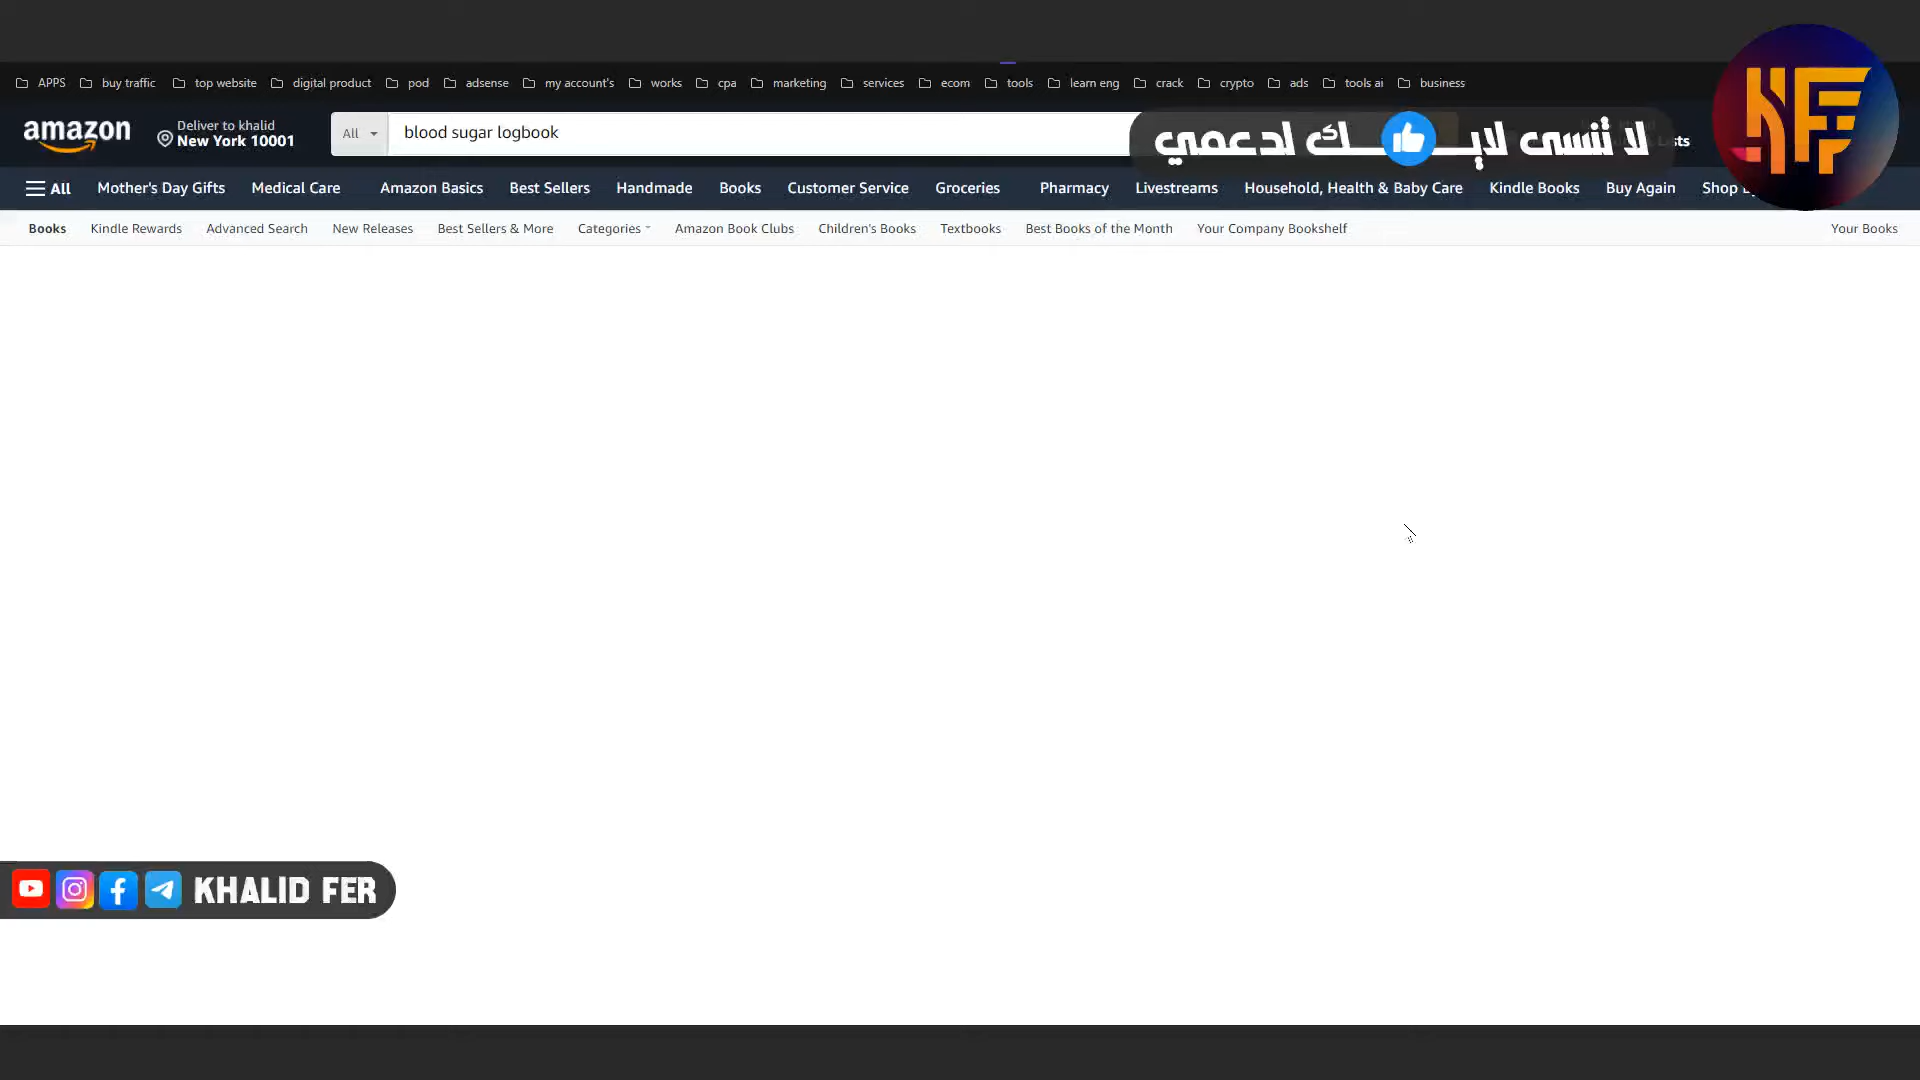 APPS buy traffic top website digital product pod adsense my account's works cpa marketing services ecom tools learn eng crack crypto ads tools ai business
amazon
Deliver to khalid
New York 10001
All
blood sugar logbook
لا تنسى لايــــك لدعمي
KF
All Mother's Day Gifts Medical Care Amazon Basics Best Sellers Handmade Books Customer Service Groceries Pharmacy Livestreams Household, Health & Baby Care Kindle Books Buy Again Shop
Books Kindle Rewards Advanced Search New Releases Best Sellers & More Categories Amazon Book Clubs Children's Books Textbooks Best Books of the Month Your Company Bookshelf Your Books
KHALID FER